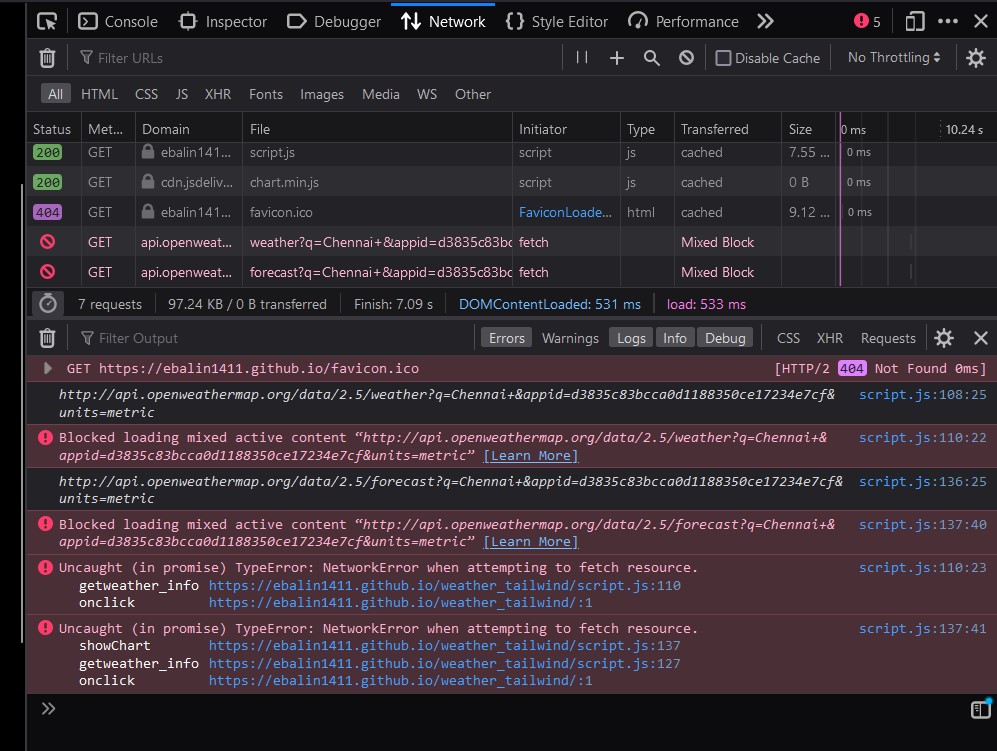 Console Inspector Debugger Network Style Editor Performance 5
Filter URLs Disable Cache No Throttling
All HTML CSS JS XHR Fonts Images Media WS Other
Status Met... Domain File Initiator Type Transferred Size 0 ms 10.24 s
200 GET ebalin141... script.js script js cached 7.55 ... 0 ms
200 GET cdn.jsdeliv... chart.min.js script js cached 0 B 0 ms
404 GET ebalin141... favicon.ico FaviconLoade... html cached 9.12 ... 0 ms
GET api.openweat... weather?q=Chennai+&appid=d3835c83bc fetch Mixed Block
GET api.openweat... forecast?q=Chennai+&appid=d3835c83bc fetch Mixed Block
7 requests 97.24 KB / 0 B transferred Finish: 7.09 s DOMContentLoaded: 531 ms load: 533 ms
Filter Output Errors Warnings Logs Info Debug CSS XHR Requests
GET https://ebalin1411.github.io/favicon.ico [HTTP/2 404 Not Found 0ms]
http://api.openweathermap.org/data/2.5/weather?q=Chennai+&appid=d3835c83bcca0d1188350ce17234e7cf& script.js:108:25
units=metric
Blocked loading mixed active content “http://api.openweathermap.org/data/2.5/weather?q=Chennai+& script.js:110:22
appid=d3835c83bcca0d1188350ce17234e7cf&units=metric” [Learn More]
http://api.openweathermap.org/data/2.5/forecast?q=Chennai+&appid=d3835c83bcca0d1188350ce17234e7cf& script.js:136:25
units=metric
Blocked loading mixed active content “http://api.openweathermap.org/data/2.5/forecast?q=Chennai+& script.js:137:40
appid=d3835c83bcca0d1188350ce17234e7cf&units=metric” [Learn More]
Uncaught (in promise) TypeError: NetworkError when attempting to fetch resource. script.js:110:23
getweather_info https://ebalin1411.github.io/weather_tailwind/script.js:110
onclick https://ebalin1411.github.io/weather_tailwind/:1
Uncaught (in promise) TypeError: NetworkError when attempting to fetch resource. script.js:137:41
showChart https://ebalin1411.github.io/weather_tailwind/script.js:137
getweather_info https://ebalin1411.github.io/weather_tailwind/script.js:127
onclick https://ebalin1411.github.io/weather_tailwind/:1